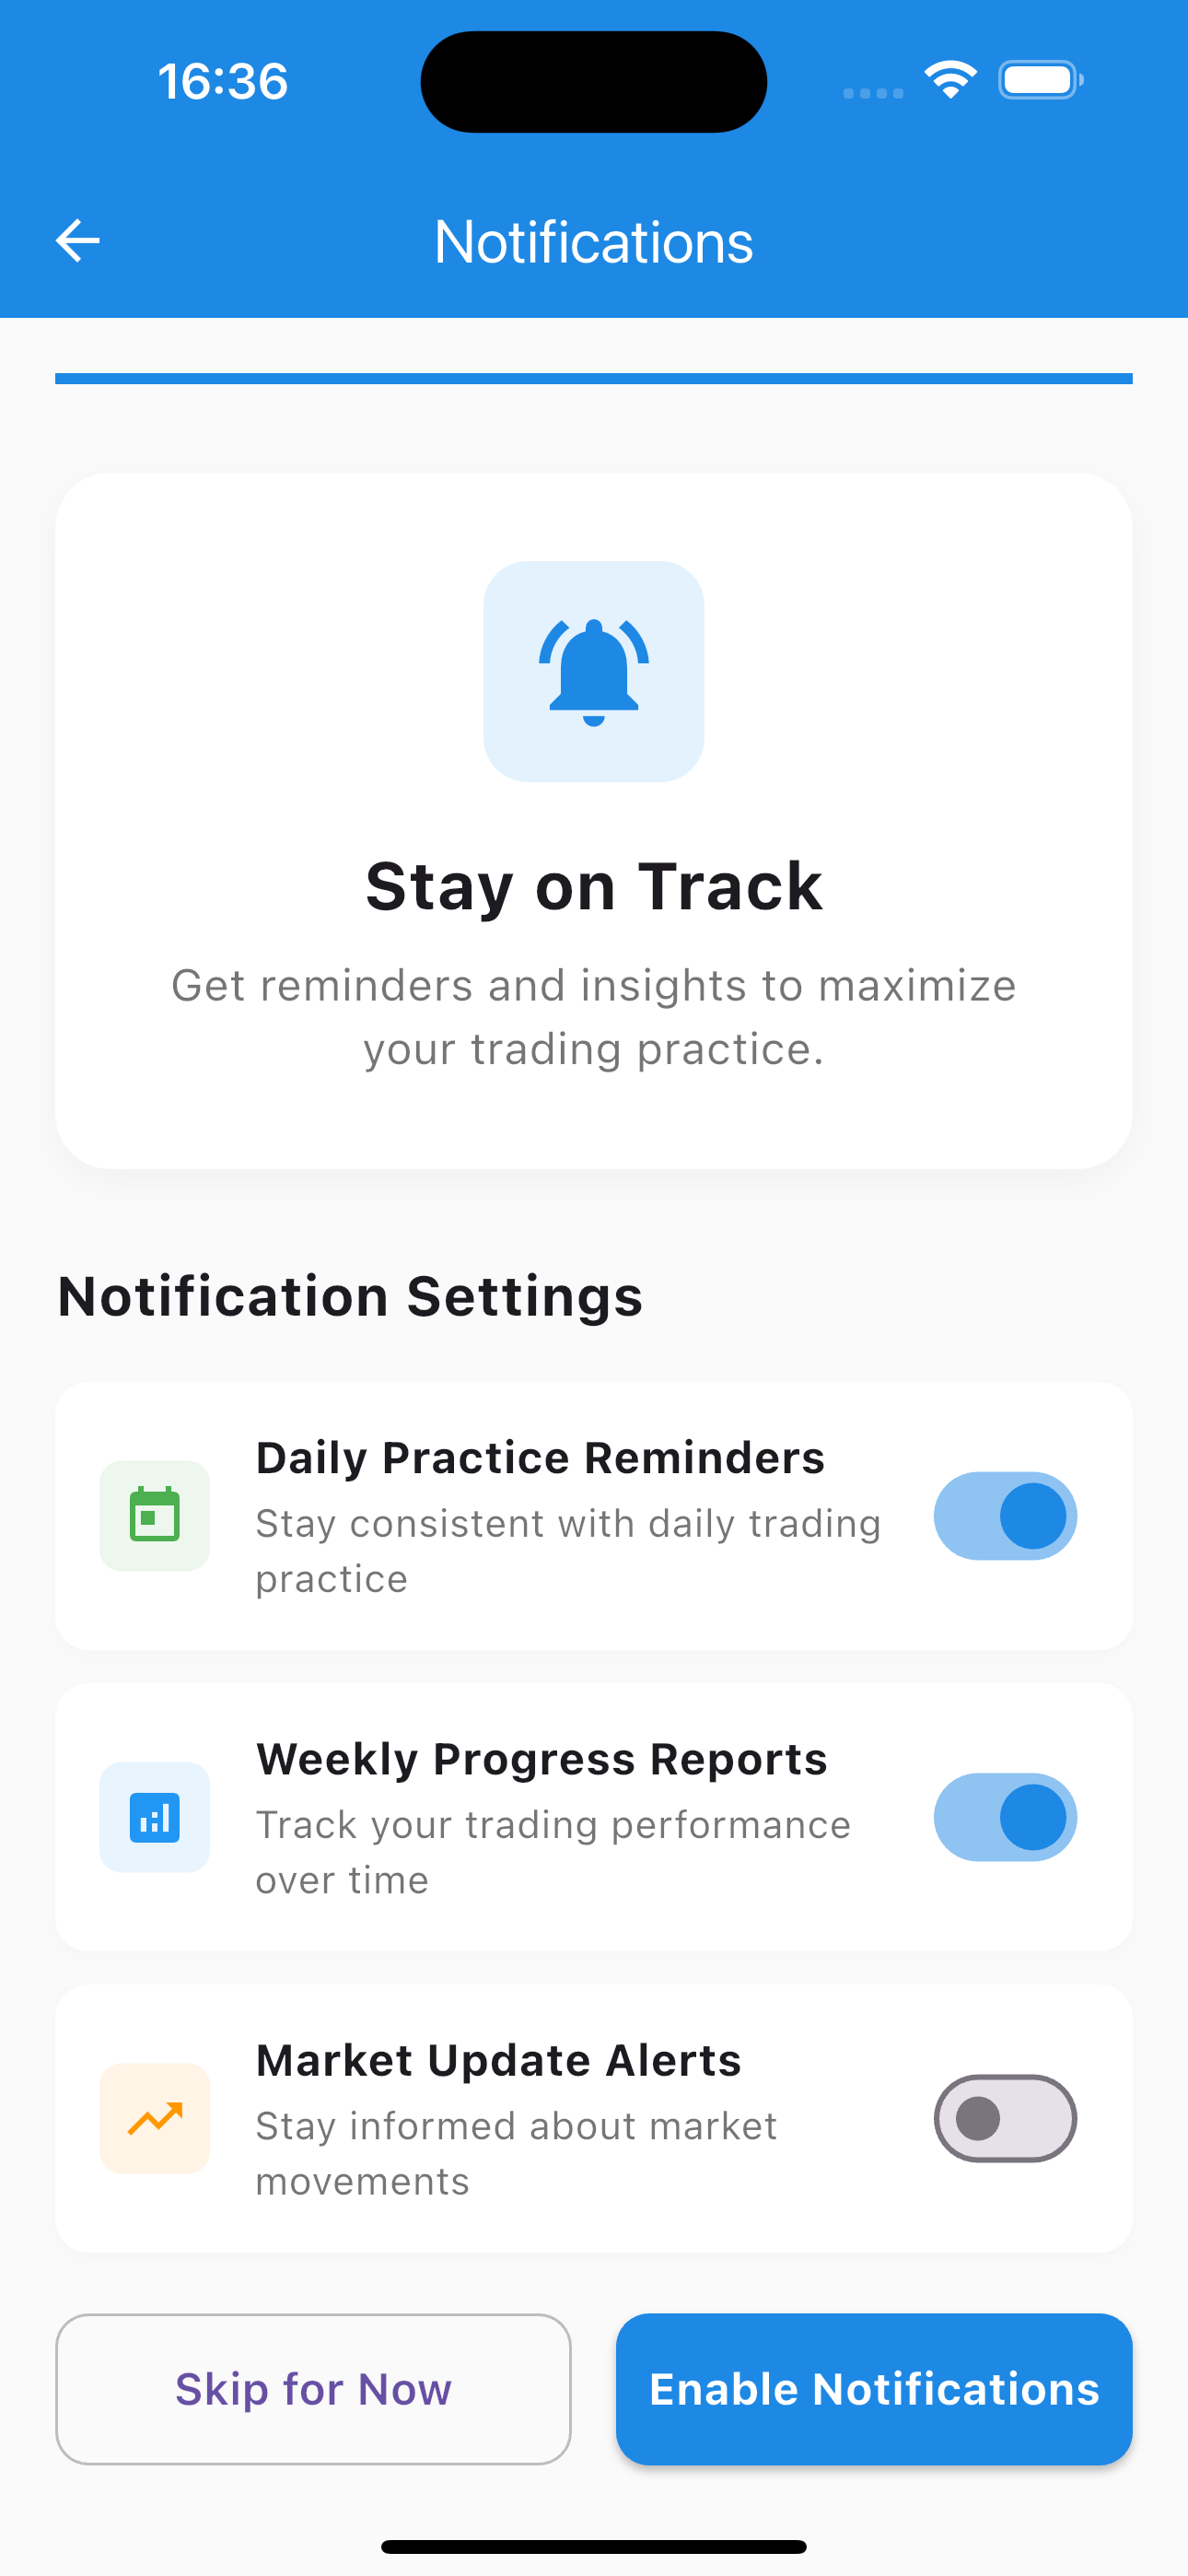 16:36
Notifications
Stay on Track
Get reminders and insights to maximize
your trading practice.
Notification Settings
Daily Practice Reminders
Stay consistent with daily trading
practice
Weekly Progress Reports
Track your trading performance
over time
Market Update Alerts
Stay informed about market
movements
Skip for Now
Enable Notifications